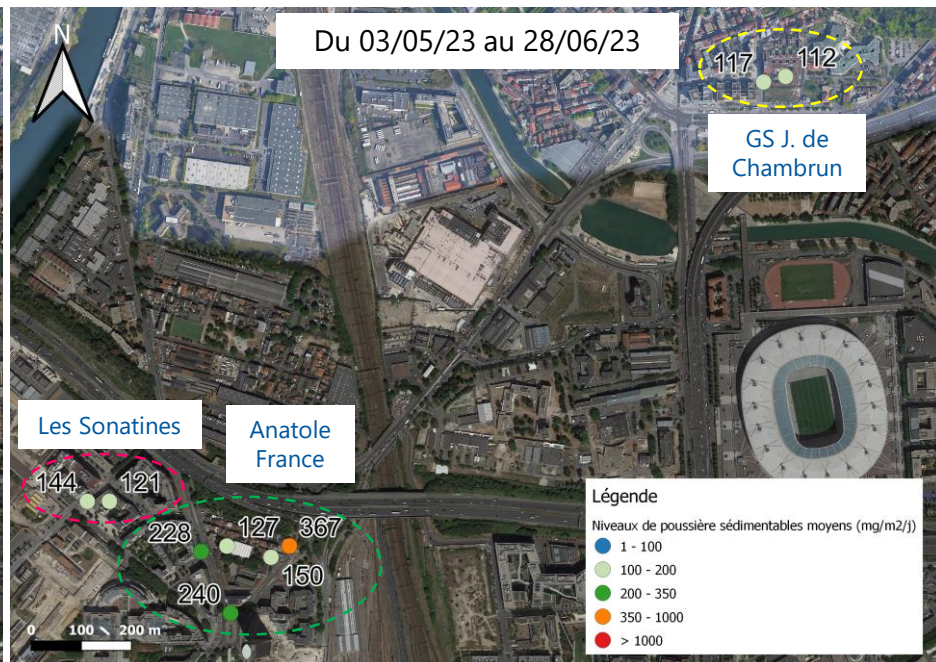 N
Du 03/05/23 au 28/06/23
117
112
GS J. de
Chambrun
Les Sonatines
Anatole
France
144
121
228
127
367
150
240
0 100 200 m
Légende
Niveaux de poussière sédimentables moyens (mg/m2/j)
1 - 100
100 - 200
200 - 350
350 - 1000
> 1000